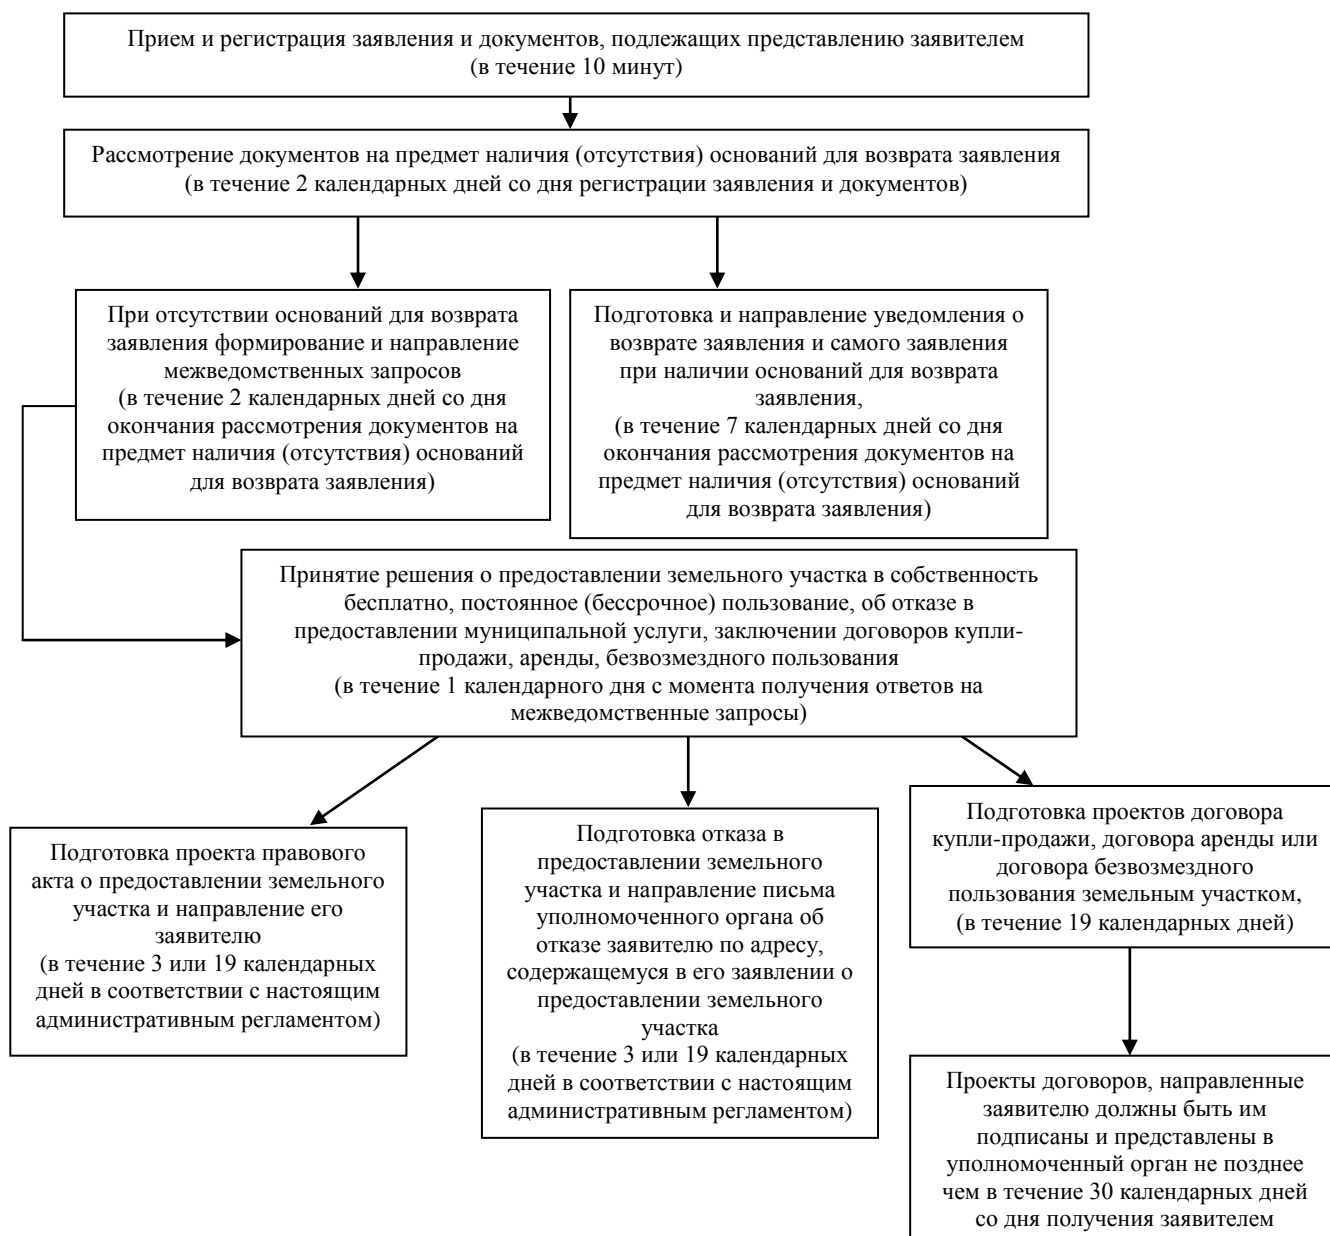 Прием и регистрация заявления и документов, подлежащих представлению заявителем
(в течение 10 минут)
Рассмотрение документов на предмет наличия (отсутствия) оснований для возврата заявления
(в течение 2 календарных дней со дня регистрации заявления и документов)
При отсутствии оснований для возврата
заявления формирование и направление
межведомственных запросов
(в течение 2 календарных дней со дня
окончания рассмотрения документов на
предмет наличия (отсутствия) оснований
для возврата заявления)
Подготовка и направление уведомления о
возврате заявления и самого заявления
при наличии оснований для возврата
заявления,
(в течение 7 календарных дней со дня
окончания рассмотрения документов на
предмет наличия (отсутствия) оснований
для возврата заявления)
Принятие решения о предоставлении земельного участка в собственность
бесплатно, постоянное (бессрочное) пользование, об отказе в
предоставлении муниципальной услуги, заключении договоров купли-
продажи, аренды, безвозмездного пользования
(в течение 1 календарного дня с момента получения ответов на
межведомственные запросы)
Подготовка проекта правового
акта о предоставлении земельного
участка и направление его
заявителю
(в течение 3 или 19 календарных
дней в соответствии с настоящим
административным регламентом)
Подготовка отказа в
предоставлении земельного
участка и направление письма
уполномоченного органа об
отказе заявителю по адресу,
содержащемуся в его заявлении о
предоставлении земельного
участка
(в течение 3 или 19 календарных
дней в соответствии с настоящим
административным регламентом)
Подготовка проектов договора
купли-продажи, договора аренды или
договора безвозмездного
пользования земельным участком,
(в течение 19 календарных дней)
Проекты договоров, направленные
заявителю должны быть им
подписаны и представлены в
уполномоченный орган не позднее
чем в течение 30 календарных дней
со дня получения заявителем